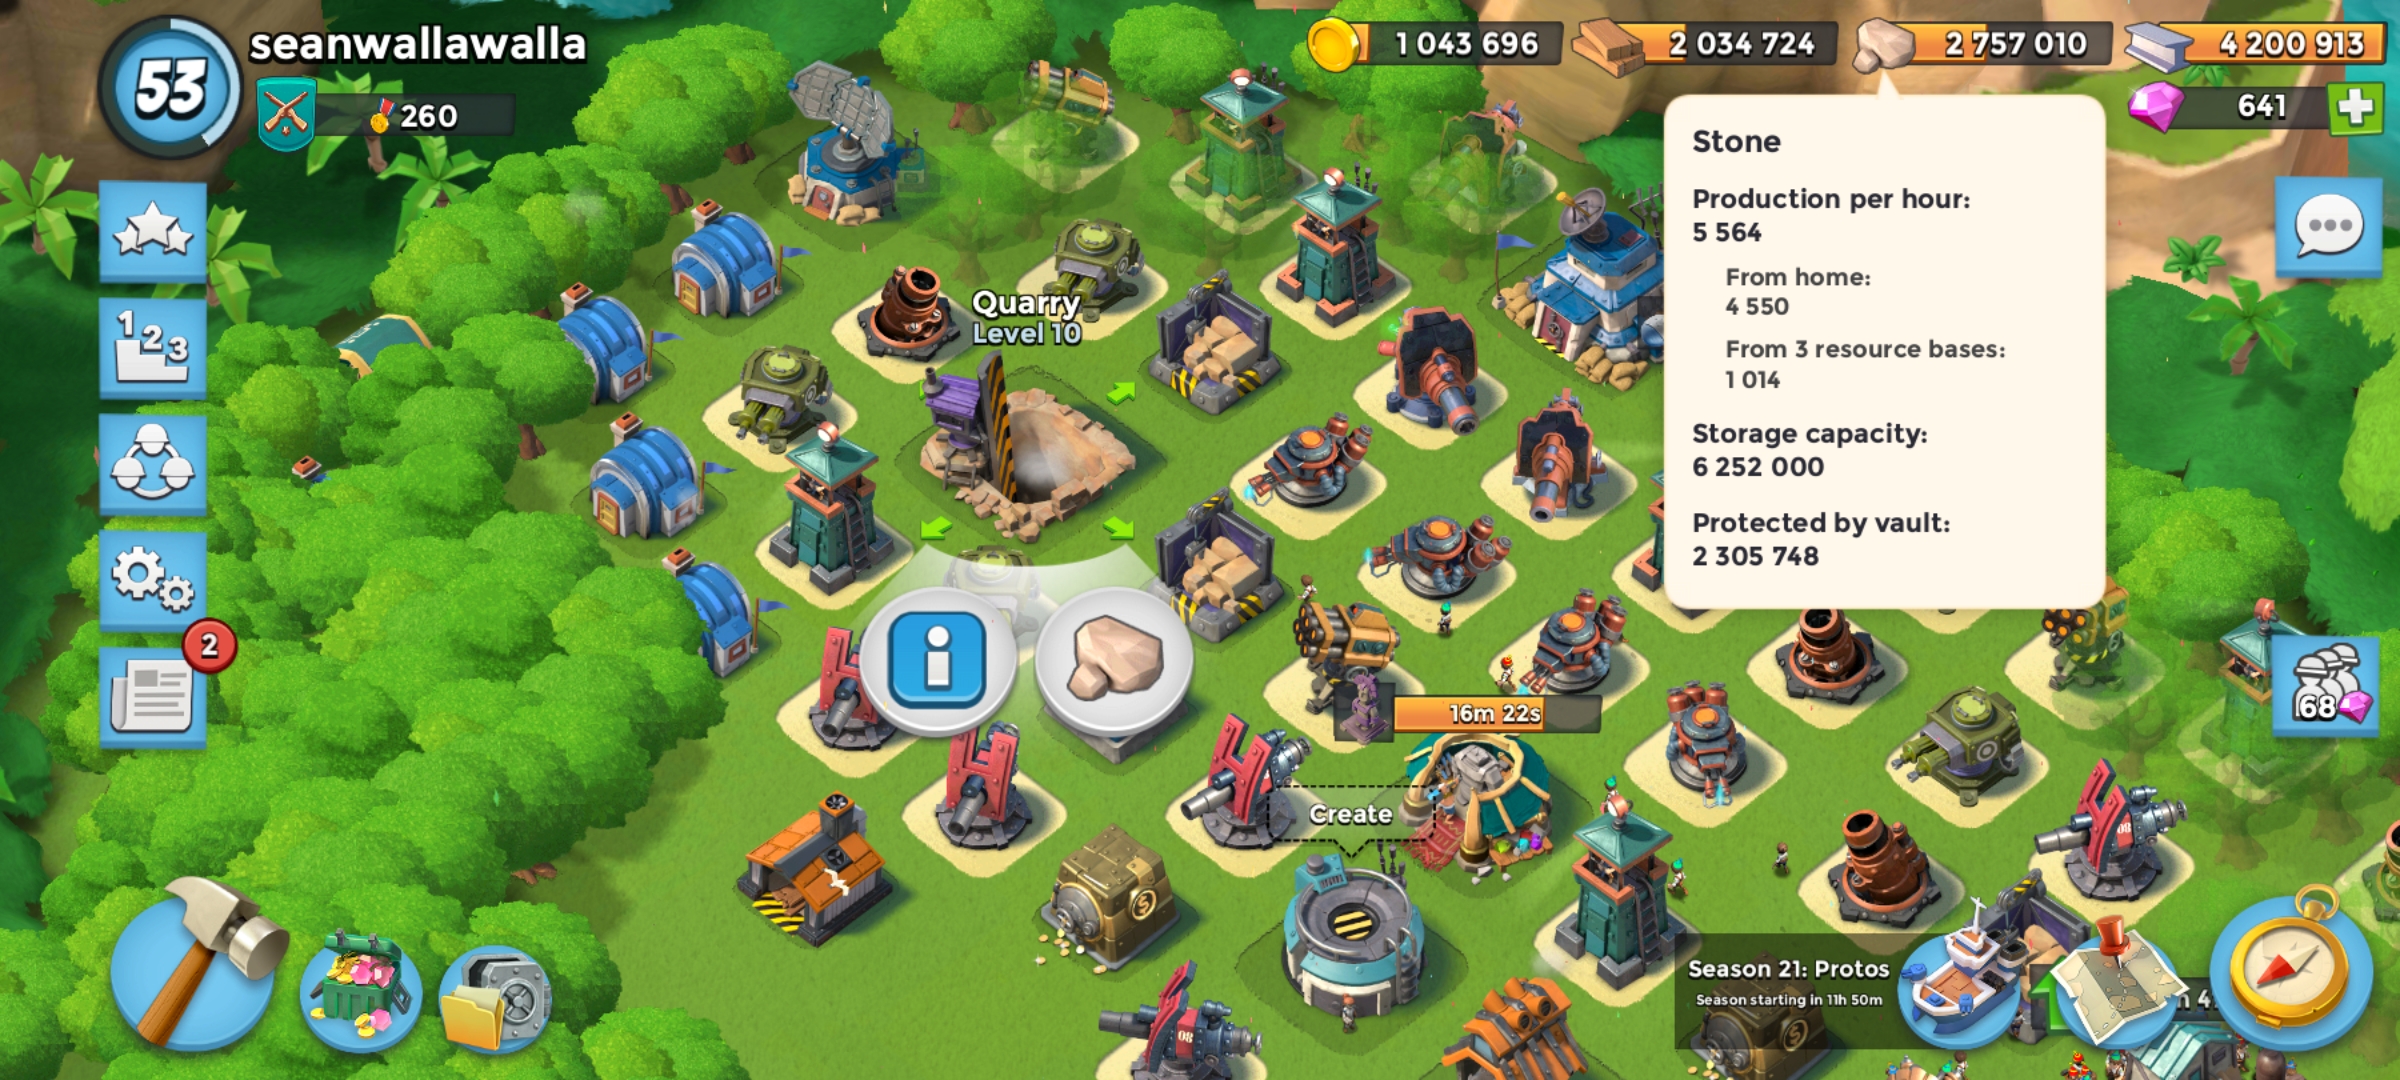 53
seanwallawalla
260
1 043 696
2 034 724
2 757 010
4 200 913
641
Stone
Production per hour:
5 564
From home:
4 550
From 3 resource bases:
1 014
Storage capacity:
6 252 000
Protected by vault:
2 305 748
Quarry
Level 10
1 2 3
2
68
16m 22s
Create
Season 21: Protos
Season starting in 11h 50m